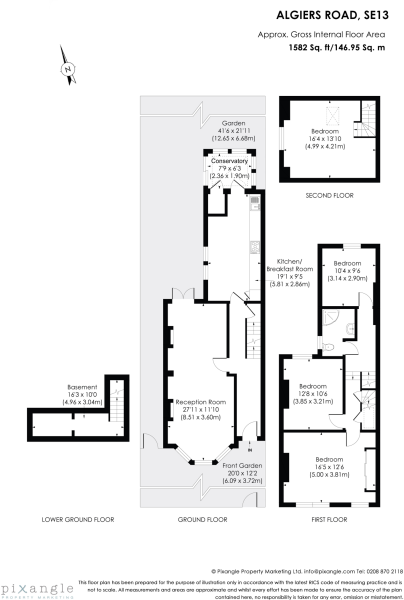 ALGIERS ROAD, SE13
Approx. Gross Internal Floor Area
1582 Sq. ft/146.95 Sq. m
N
Garden
41'6 x 21'11
(12.65 x 6.68m)
Conservatory
7'9 x 6'3
(2.36 x 1.90m)
Bedroom
16'4 x 13'10
(4.99 x 4.21m)
SECOND FLOOR
Kitchen/
Breakfast Room
19'1 x 9'5
(5.81 x 2.86m)
Bedroom
10'4 x 9'6
(3.14 x 2.90m)
Basement
16'3 x 10'0
(4.96 x 3.04m)
Reception Room
27'11 x 11'10
(8.51 x 3.60m)
Bedroom
12'8 x 10'6
(3.85 x 3.21m)
IN
Front Garden
20'0 x 12'2
(6.09 x 3.72m)
Bedroom
16'5 x 12'6
(5.00 x 3.81m)
LOWER GROUND FLOOR
GROUND FLOOR
FIRST FLOOR
© Pixangle Property Marketing Ltd, info@pixangle.com Tel: 0208 870 2118
pixangle
PROPERTY MARKETING
This floor plan has been prepared for the purpose of illustration only in accordance with the latest RICS code of measuring practice and is
not to scale. All measurements and areas are approximate and whilst every effort has been made to ensure the accuracy of the plan
contained here, no responsibility is taken for any error, omission or misstatement.